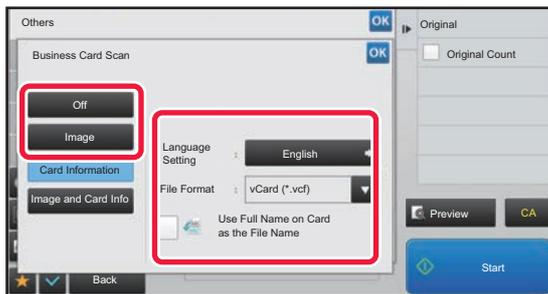 Others
OK
Original
Business Card Scan
OK
Original Count
Off
Image
Card Information
Image and Card Info
Language
Setting
:
English
File Format
:
vCard (*.vcf)
Use Full Name on Card
as the File Name
Preview
CA
Start
Back